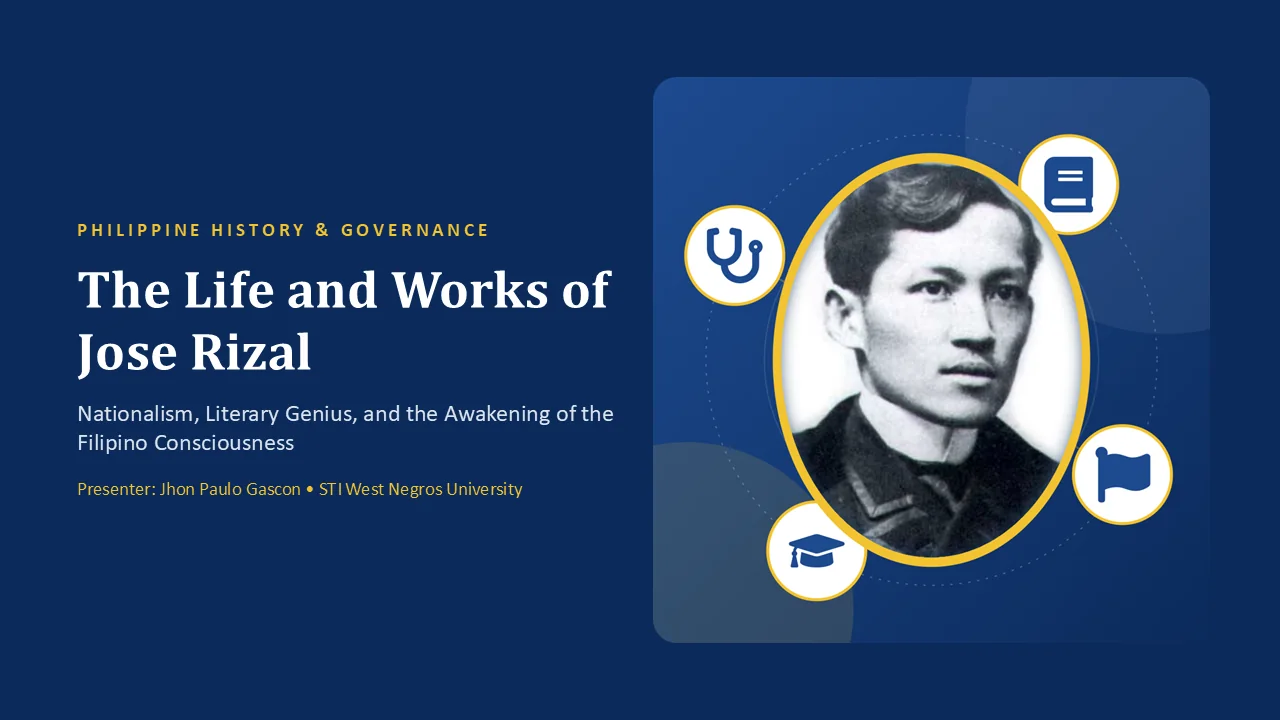 PHILIPPINE HISTORY & GOVERNANCE
The Life and Works of
Jose Rizal
Nationalism, Literary Genius, and the Awakening of the
Filipino Consciousness
Presenter: Jhon Paulo Gascon • STI West Negros University